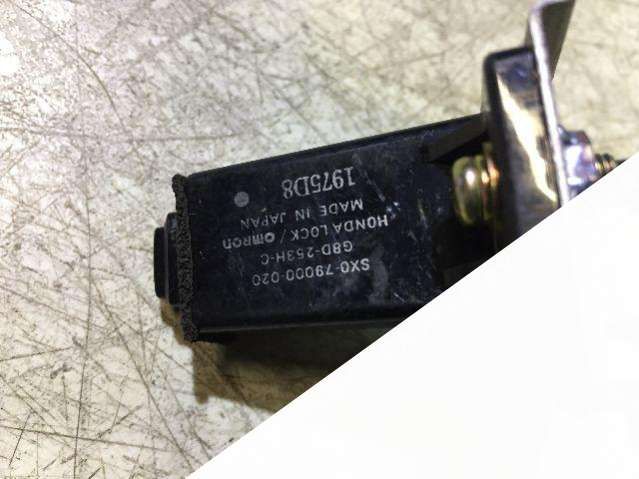 SX0-79000-020
G8D-253H-C
HONDA LOCK / OMRON
MADE IN JAPAN
1975D8